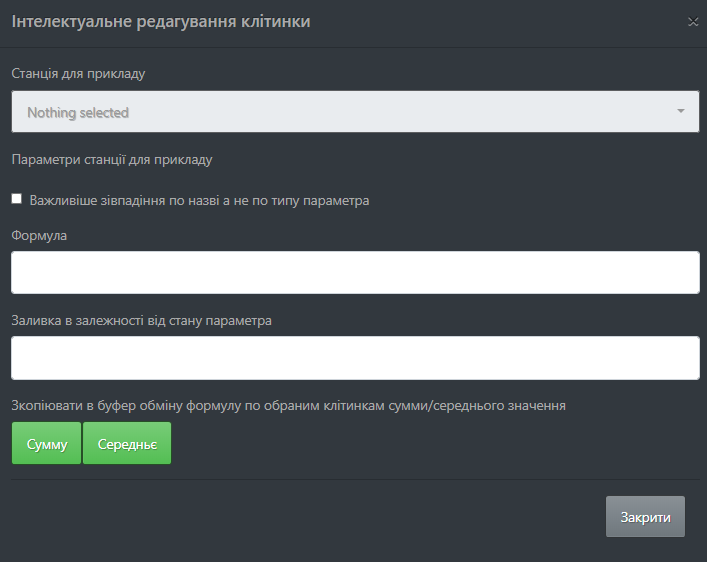 Інтелектуальне редагування клітинки
×
Станція для прикладу
Nothing selected
Параметри станції для прикладу
Важливіше зівпадіння по назві а не по типу параметра
Формула
Заливка в залежності від стану параметра
Зкопіювати в буфер обміну формулу по обраним клітинкам сумми/середнього значення
Сумму Середньє
Закрити